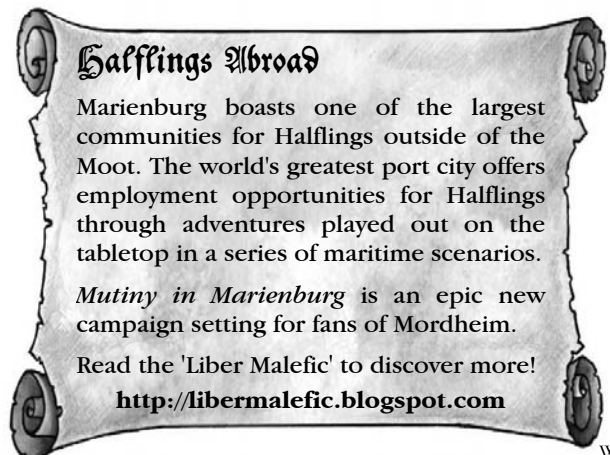 Halflings Abroad
Marienburg boasts one of the largest
communities for Halflings outside of the
Moot. The world's greatest port city offers
employment opportunities for Halflings
through adventures played out on the
tabletop in a series of maritime scenarios.
Mutiny in Marienburg is an epic new
campaign setting for fans of Mordheim.
Read the 'Liber Malefic' to discover more!
http://libermalefic.blogspot.com
w